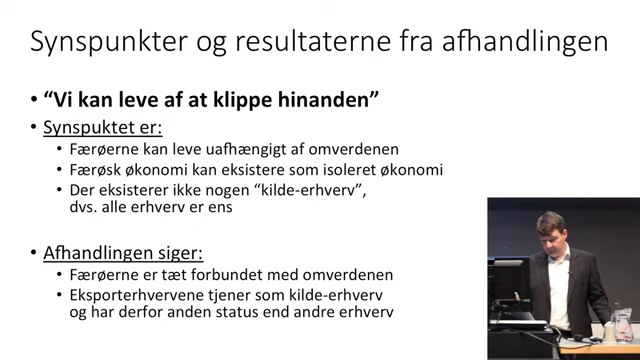 Synspunkter og resultaterne fra afhandlingen
• “Vi kan leve af at klippe hinanden”
• Synspuktet er:
• Færøerne kan leve uafhængigt af omverdenen
• Færøsk økonomi kan eksistere som isoleret økonomi
• Der eksisterer ikke nogen “kilde-erhverv”,
dvs. alle erhverv er ens
• Afhandlingen siger:
• Færøerne er tæt forbundet med omverdenen
• Eksporterhvervene tjener som kilde-erhverv
og har derfor anden status end andre erhverv